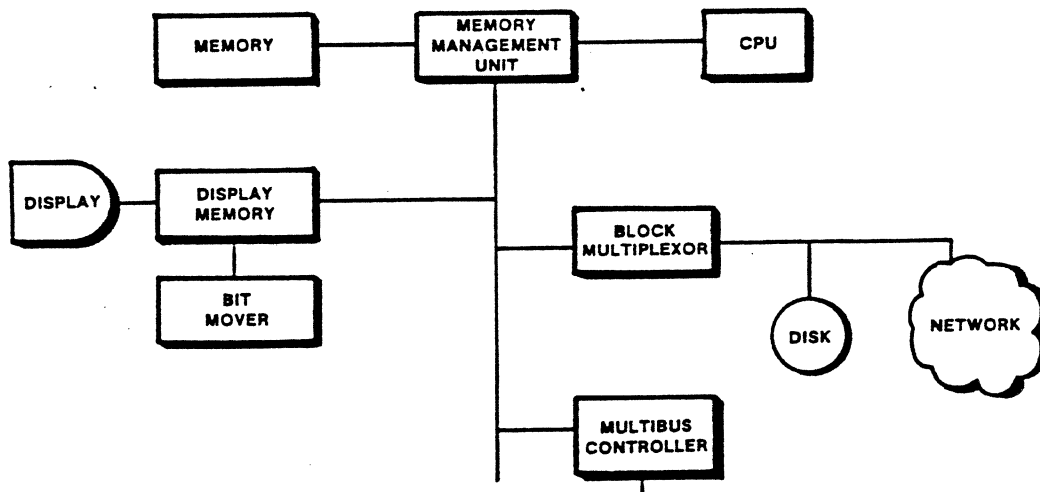 MEMORY
MEMORY
MANAGEMENT
UNIT
CPU
DISPLAY
DISPLAY
MEMORY
BIT
MOVER
BLOCK
MULTIPLEXOR
DISK
NETWORK
MULTIBUS
CONTROLLER